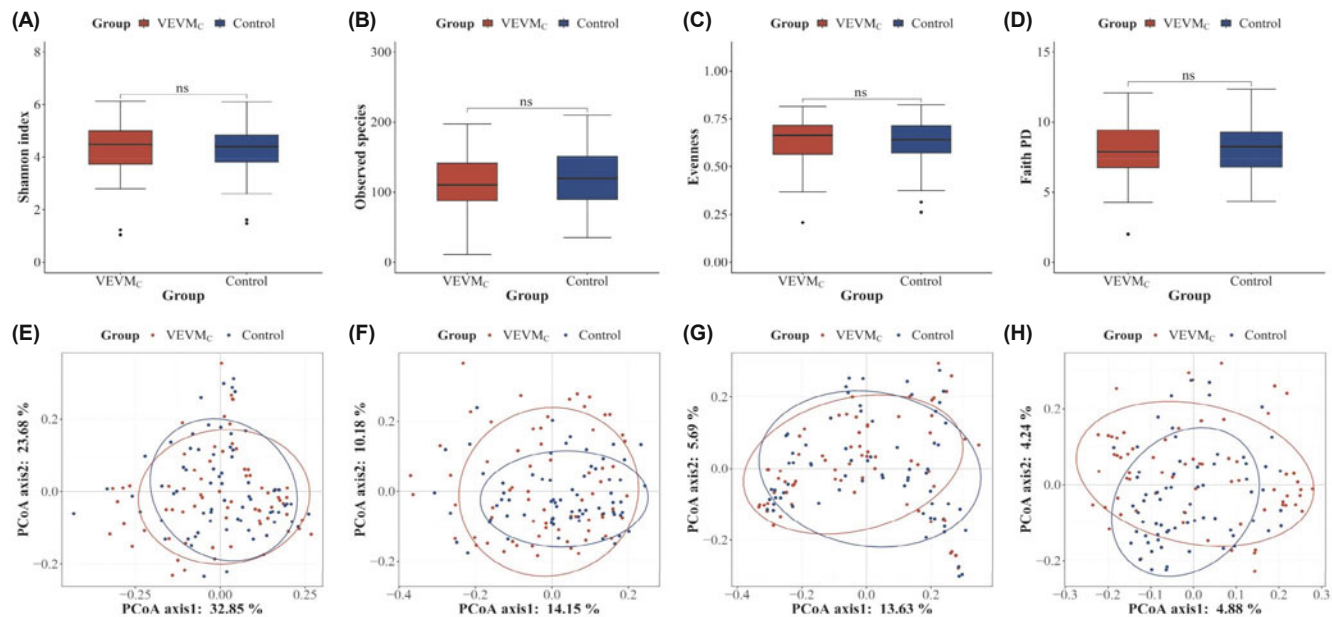 (A)
Group VEVMC Control
8
6
4
2
0
Shannon index
ns
VEVMC Control
Group
(B)
Group VEVMC Control
300
200
100
0
Observed species
ns
VEVMC Control
Group
(C)
Group VEVMC Control
1.00
0.75
0.50
0.25
0.00
Evenness
ns
VEVMC Control
Group
(D)
Group VEVMC Control
15
10
5
0
Faith PD
ns
VEVMC Control
Group
(E)
Group VEVMC Control
0.2
0.0
−0.2
PCoA axis2: 23.68 %
−0.25 0.00 0.25
PCoA axis1: 32.85 %
(F)
Group VEVMC Control
0.2
0.0
−0.2
PCoA axis2: 10.18 %
−0.4 −0.2 0.0 0.2
PCoA axis1: 14.15 %
(G)
Group VEVMC Control
0.2
0.0
−0.2
PCoA axis2: 5.69 %
−0.4 −0.2 0.0 0.2 0.4
PCoA axis1: 13.63 %
(H)
Group VEVMC Control
0.2
0.0
−0.2
PCoA axis2: 4.24 %
−0.3 −0.2 −0.1 0.0 0.1 0.2 0.3
PCoA axis1: 4.88 %